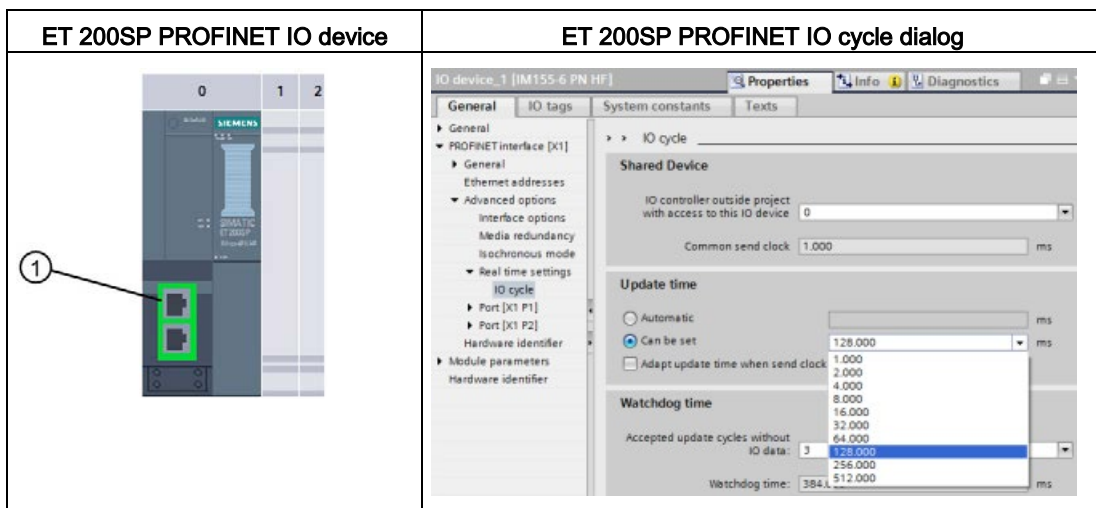 ET 200SP PROFINET IO device
ET 200SP PROFINET IO cycle dialog
0 1 2
SIEMENS
SIMATIC
ET 200SP
1
IO device_1 [IM155-6 PN HF]
Properties Info Diagnostics
General IO tags System constants Texts
General
PROFINET interface [X1]
General
Ethernet addresses
Advanced options
Interface options
Media redundancy
Isochronous mode
Real time settings
IO cycle
Port [X1 P1]
Port [X1 P2]
Hardware identifier
Module parameters
Hardware identifier
> > IO cycle
Shared Device
IO controller outside project
with access to this IO device 0
Common send clock 1.000 ms
Update time
Automatic ms
Can be set 128.000 ms
Adapt update time when send clock
1.000
2.000
4.000
8.000
16.000
32.000
64.000
128.000
256.000
512.000
Watchdog time
Accepted update cycles without
IO data: 3
Watchdog time: 384. ms